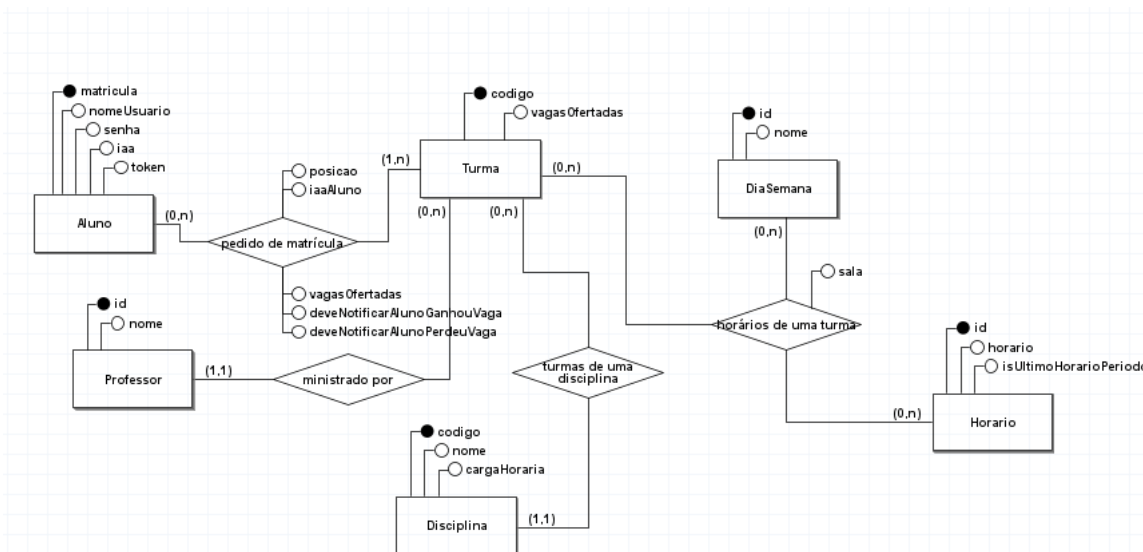 matricula
nomeUsuario
senha
iaa
token
Aluno
(0,n)
posicao
iaaAluno
pedido de matrícula
vagasOfertadas
deveNotificarAlunoGanhouVaga
deveNotificarAlunoPerdeuVaga
(1,n)
codigo
vagasOfertadas
Turma
(0,n)
(0,n)
(0,n)
id
nome
DiaSemana
(0,n)
sala
horários de uma turma
id
horario
isUltimoHorarioPeriodo
(0,n)
Horario
id
nome
Professor
(1,1)
ministrado por
turmas de uma
disciplina
codigo
nome
cargaHoraria
Disciplina
(1,1)